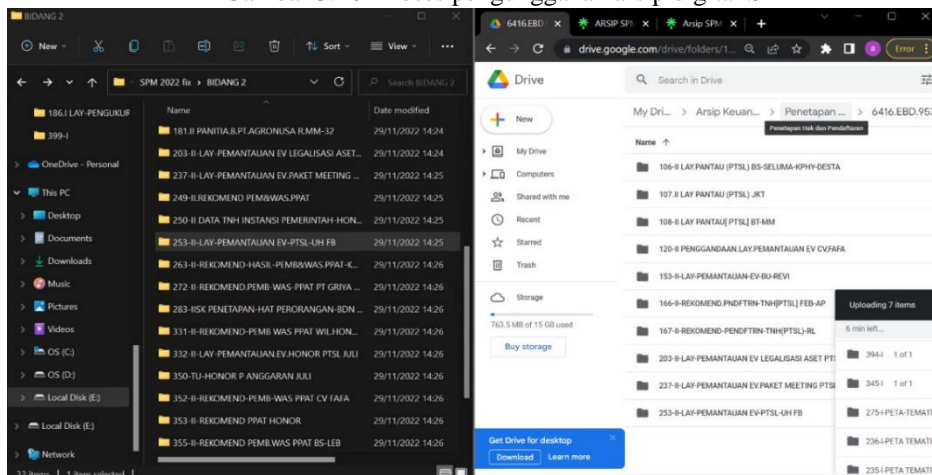 BIDANG 2
New
Sort
View
SPM 2022 fix > BIDANG 2
Search BIDANG 2
186.I LAY-PENGUKUF
399-I
OneDrive - Personal
This PC
Desktop
Documents
Downloads
Music
Pictures
Videos
OS (C:)
OS (D:)
Local Disk (E:)
Local Disk (E:)
Network
Name
Date modified
181.II PANITIA.B.PT.AGRONUSA R.MM-32 29/11/2022 14:24
203-II-LAY-PEMANTAUAN EV LEGALISASI ASET... 29/11/2022 14:24
237-II-LAY-PEMANTAUAN EV.PAKET MEETING ... 29/11/2022 14:25
249-II.REKOMEND PEM&WAS.PPAT 29/11/2022 14:25
250-II DATA TNH INSTANSI PEMERINTAH-HON... 29/11/2022 14:25
253-II-LAY-PEMANTAUAN EV-PTSL-UH FB 29/11/2022 14:25
263-II-REKOMEND-HASIL-PEMB&WAS.PPAT-K... 29/11/2022 14:26
272-II-REKOMEND.PEMB-WAS-PPAT PT GRIYA ... 29/11/2022 14:26
283-IISK PENETAPAN-HAT PERORANGAN-BDN ... 29/11/2022 14:26
331-II-REKOMEND-PEMB WAS PPAT WIL.HON... 29/11/2022 14:26
332-II-LAY-PEMANTAUAN.EV.HONOR PTSL JULI 29/11/2022 14:26
350-TU-HONOR P ANGGARAN JULI 29/11/2022 14:26
352-II-REKOMEND-PEMB-WAS PPAT CV FAFA 29/11/2022 14:26
353-II-REKOMEND PPAT HONOR 29/11/2022 14:26
355-II-REKOMEND PEMB.WAS PPAT BS-LEB 29/11/2022 14:26
1 item selected
6416.EBD
ARSIP SPN
Arsip SPM
drive.google.com/drive/folders/1...
Error
Drive
Search in Drive
New
My Drive
Computers
Shared with me
Recent
Starred
Trash
Storage
763.5 MB of 15 GB used
Buy storage
Get Drive for desktop
Download Learn more
My Dri... > Arsip Keuan... > Penetapan ... > 6416.EBD.953
Penetapan Hak dan Pendaftaran
Name
106-II LAY PANTAU (PTSL) BS-SELUMA-KPHY-DESTA
107.II LAY PANTAU (PTSL) JKT
108-II LAY PANTAU[ PTSL] BT-MM
120-II PENGGANDAAN.LAY.PEMANTAUAN EV CV.FAFA
153-II-LAY-PEMANTAUAN-EV-BU-REVI
166-II-REKOMEND.PNDFTRN-TNH[PTSL] FEB-AP
167-II-REKOMEND-PENDFTRN-TNH(PTSL)-RL
203-II-LAY-PEMANTAUAN EV LEGALISASI ASET PT
237-II-LAY-PEMANTAUAN EV.PAKET MEETING PTS
253-II-LAY-PEMANTAUAN EV-PTSL-UH FB
Uploading 7 items
6 min left...
394-I 1 of 1
345-I 1 of 1
275-I-PETA-TEMATI
236-I-PETA TEMATI
235-I-PETA TEMATI